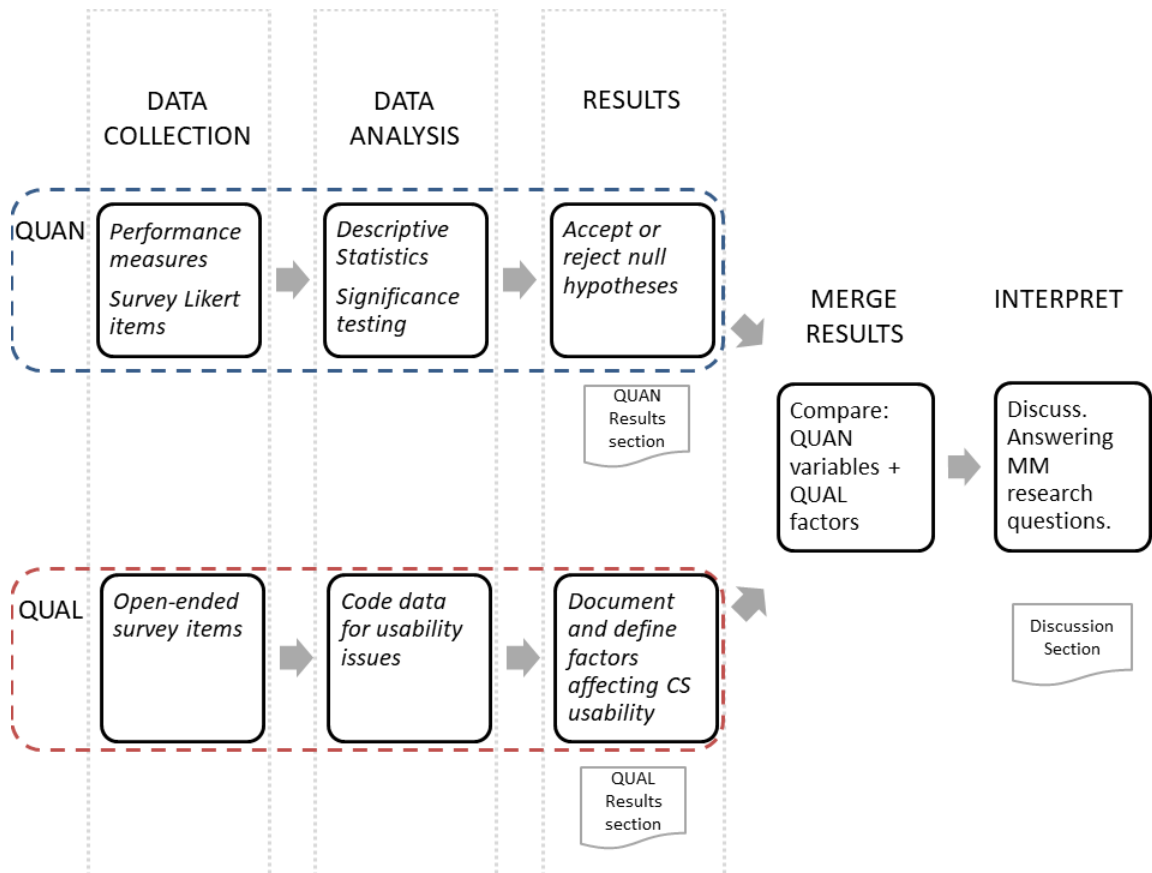 DATA
COLLECTION
DATA
ANALYSIS
RESULTS
QUAN
Performance
measures
Survey Likert
items
Descriptive
Statistics
Significance
testing
Accept or
reject null
hypotheses
QUAN
Results
section
MERGE
RESULTS
INTERPRET
Compare:
QUAN
variables +
QUAL
factors
Discuss.
Answering
MM
research
questions.
QUAL
Open-ended
survey items
Code data
for usability
issues
Document
and define
factors
affecting CS
usability
Discussion
Section
QUAL
Results
section